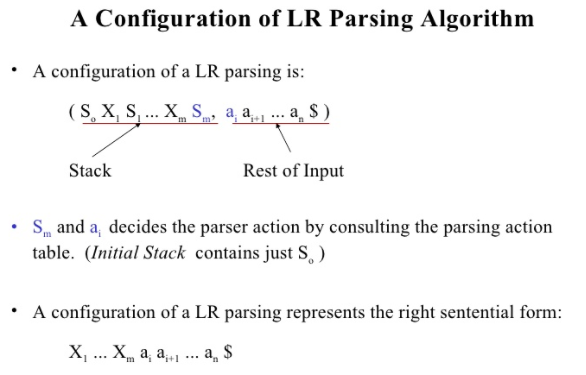 A Configuration of LR Parsing Algorithm
• A configuration of a LR parsing is:
( Sₒ X₁ S₁ ... Xₘ Sₘ, aᵢ aᵢ₊₁ ... aₙ $ )
Stack Rest of Input
• Sₘ and aᵢ decides the parser action by consulting the parsing action
table. (Initial Stack contains just Sₒ )
• A configuration of a LR parsing represents the right sentential form:
X₁ ... Xₘ aᵢ aᵢ₊₁ ... aₙ $